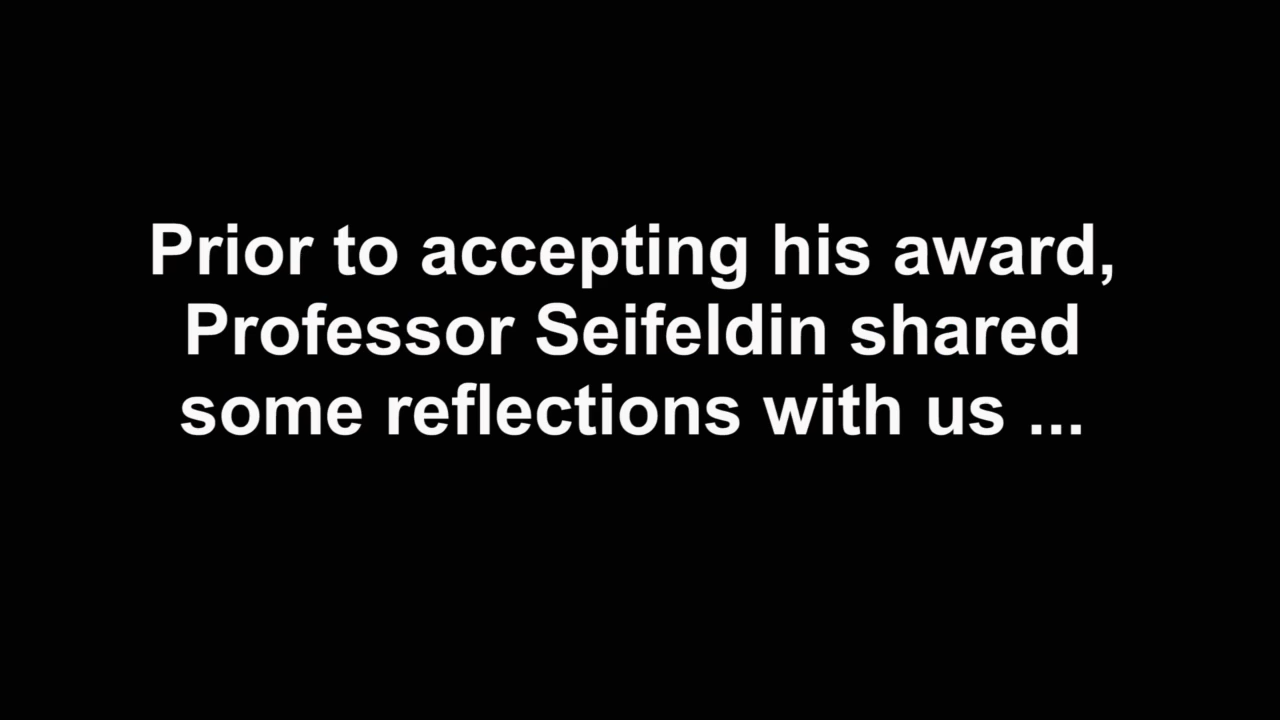 Prior to accepting his award,
Professor Seifeldin shared
some reflections with us ...